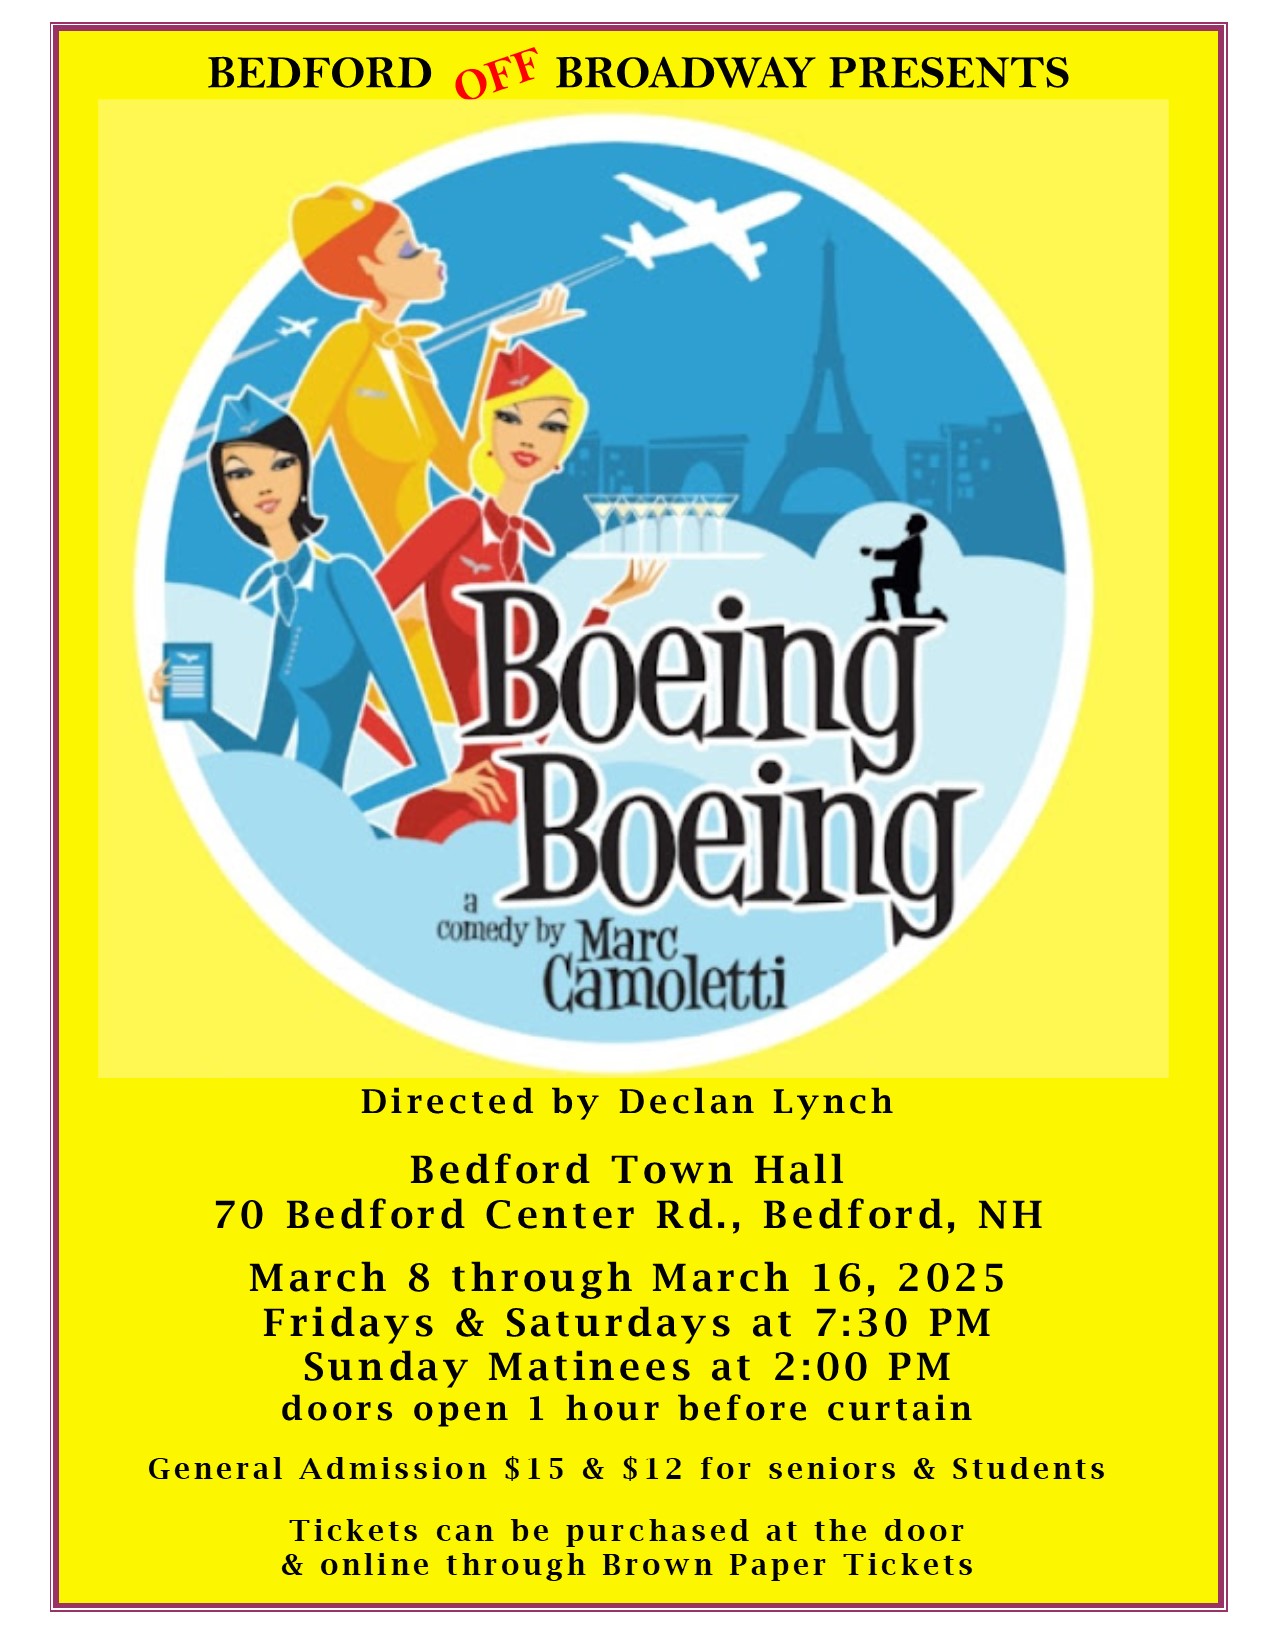 BEDFORD OFF BROADWAY PRESENTS
Boeing
Boeing
a
comedy by Marc
Camoletti
Directed by Declan Lynch
Bedford Town Hall
70 Bedford Center Rd., Bedford, NH
March 8 through March 16, 2025
Fridays & Saturdays at 7:30 PM
Sunday Matinees at 2:00 PM
doors open 1 hour before curtain
General Admission $15 & $12 for seniors & Students
Tickets can be purchased at the door
& online through Brown Paper Tickets